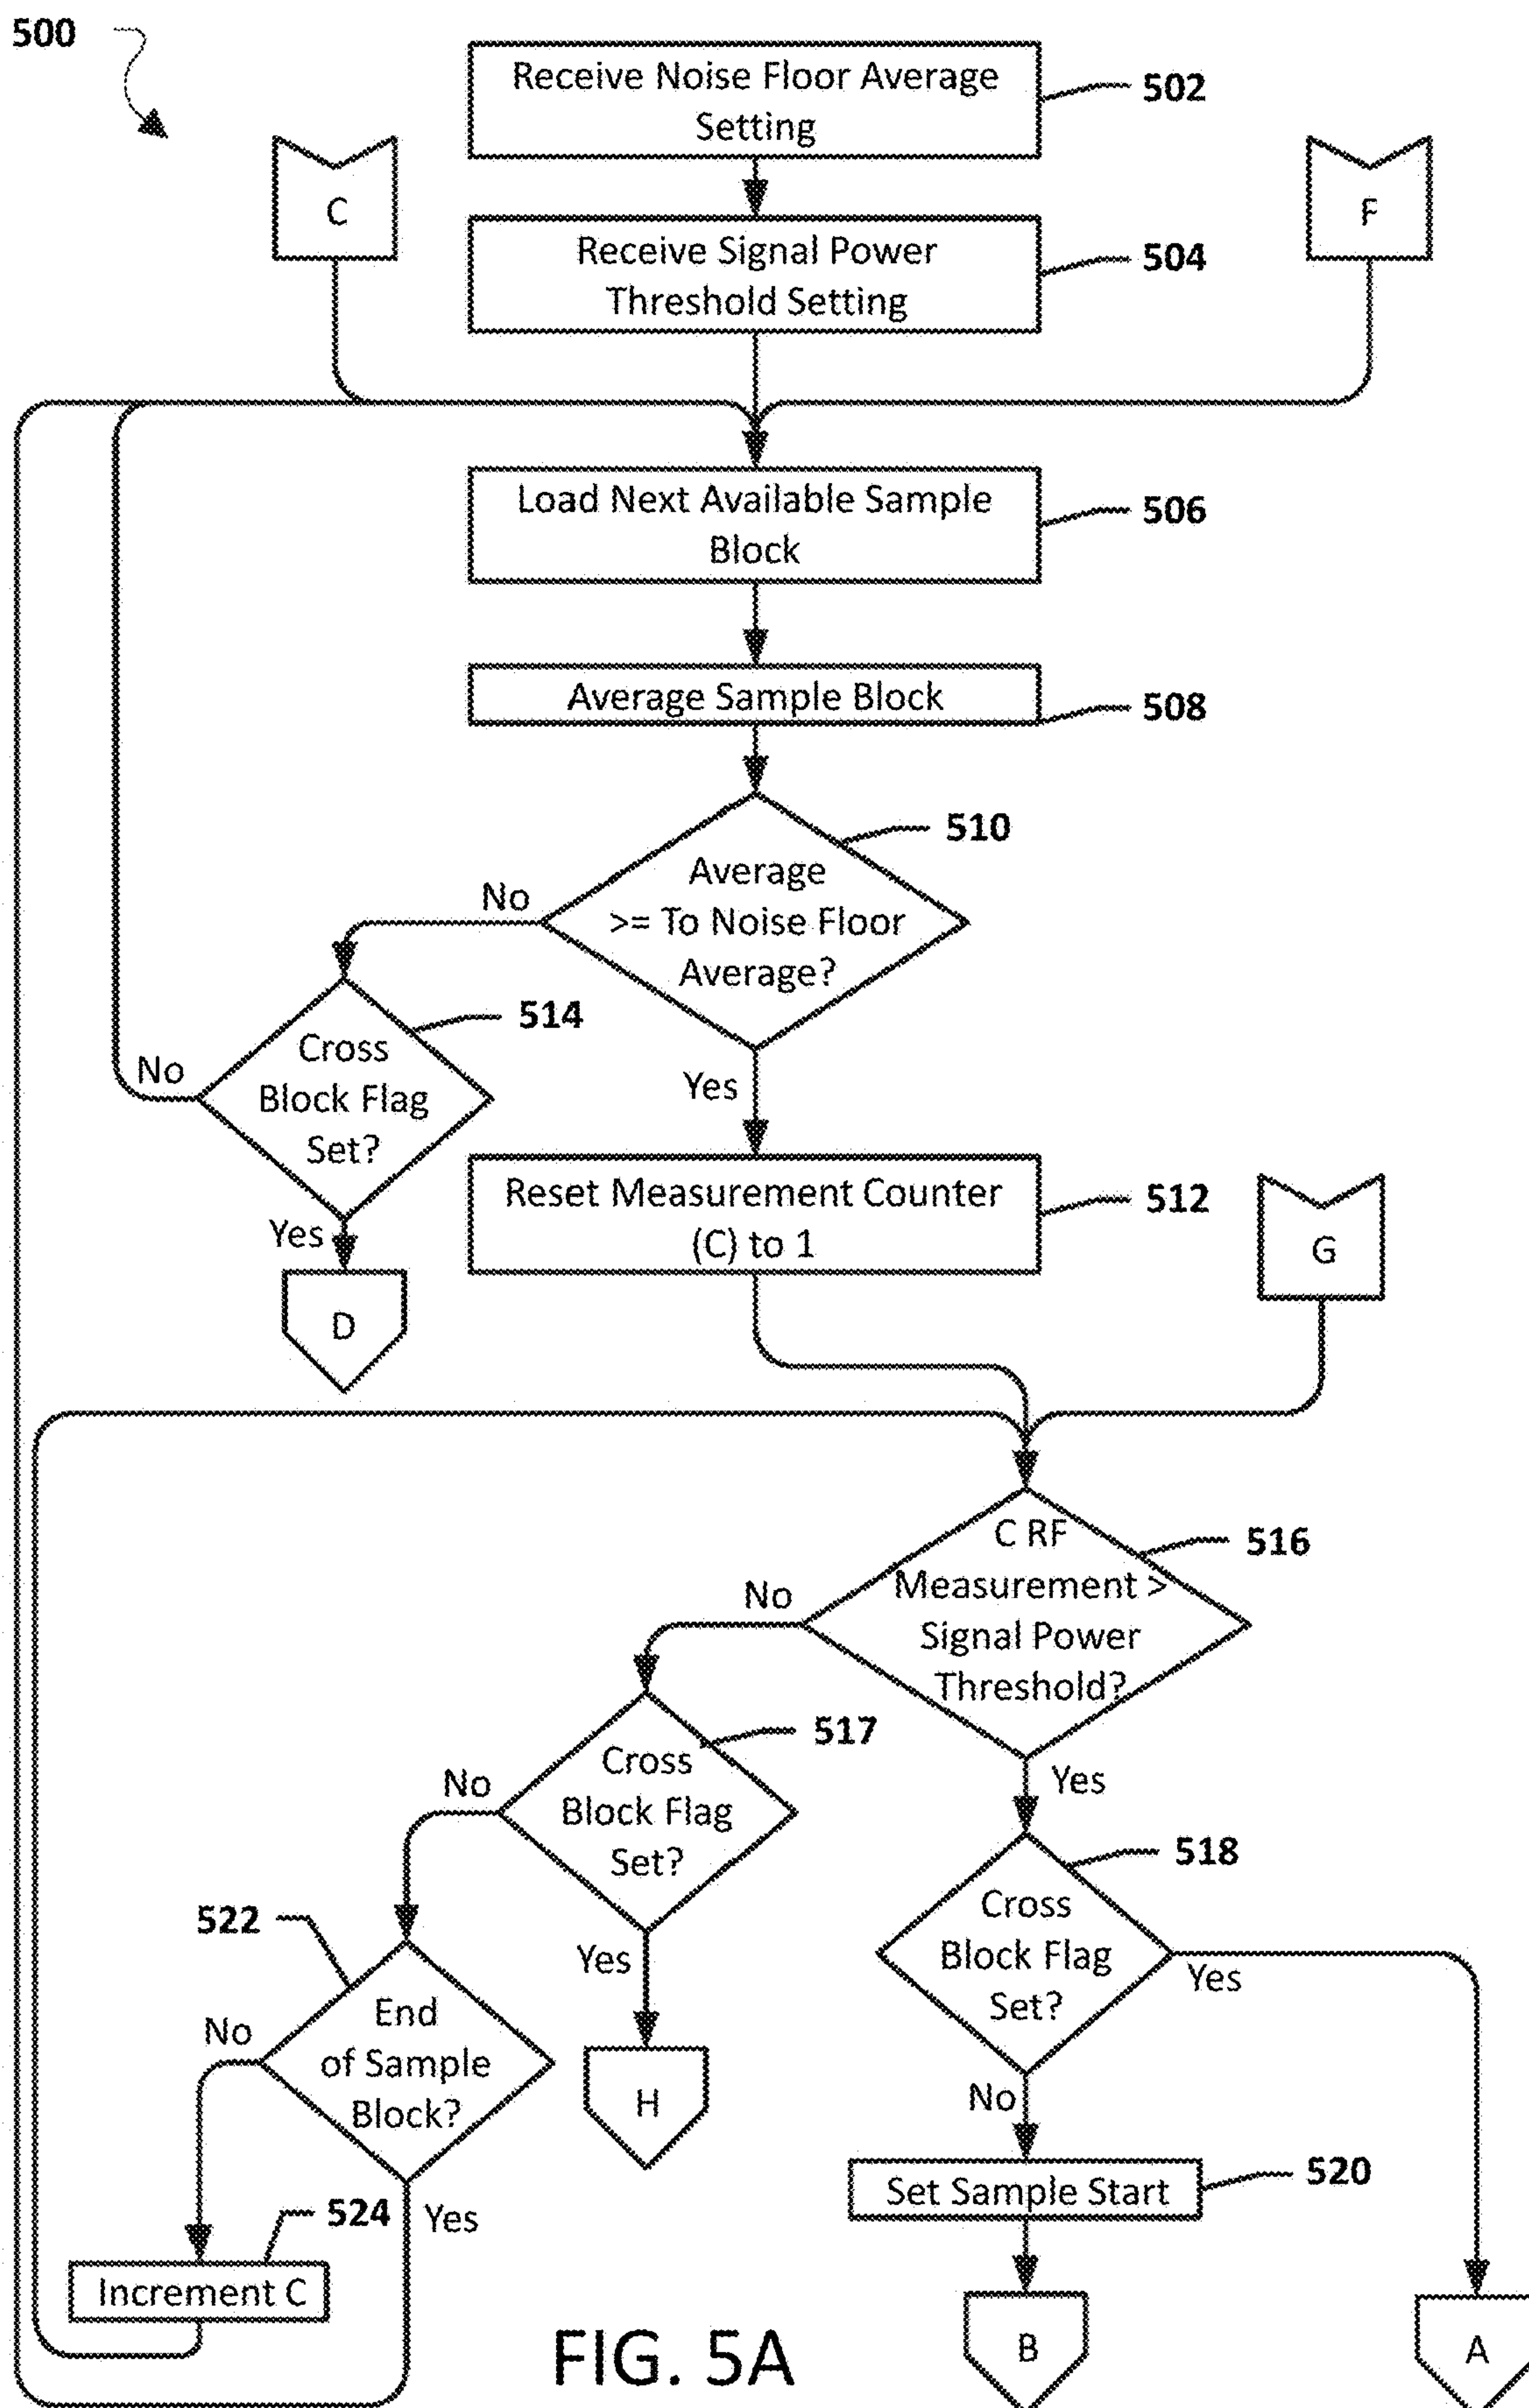 500
Receive Noise Floor Average
Setting
502
C
F
Receive Signal Power
Threshold Setting
504
Load Next Available Sample
Block
506
Average Sample Block
508
510
Average
>= To Noise Floor
Average?
No
514
Cross
Block Flag
Set?
No
Yes
Yes
Reset Measurement Counter
(C) to 1
512
G
D
C RF
Measurement >
Signal Power
Threshold?
516
No
517
Cross
Block Flag
Set?
No
Yes
518
Cross
Block Flag
Set?
Yes
522
Yes
End
of Sample
Block?
No
H
No
Set Sample Start
520
524
Yes
Increment C
B
A
FIG. 5A